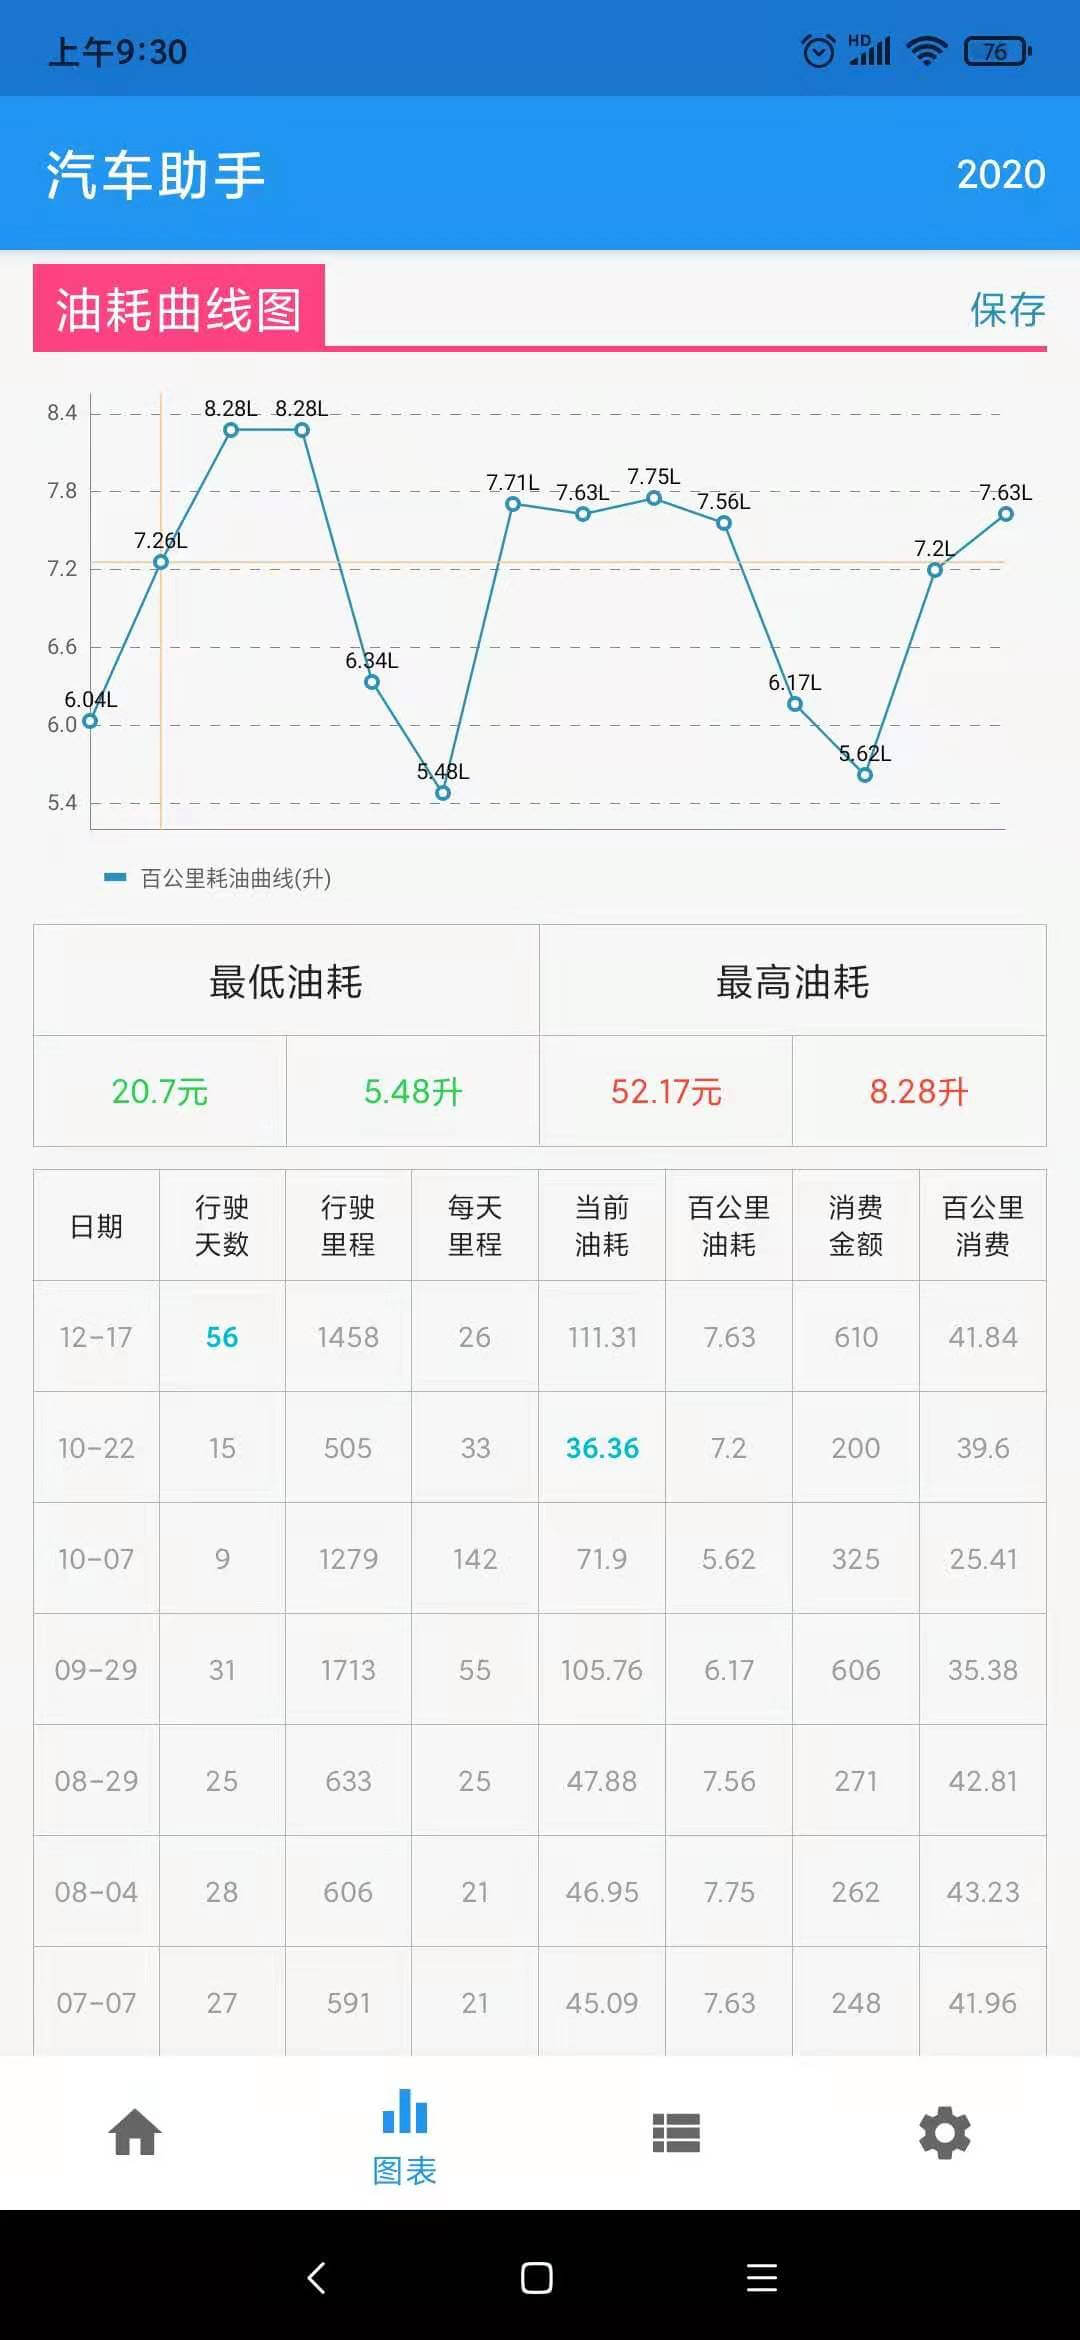 上午9:30
HD
76
汽车助手
2020
油耗曲线图
保存
8.4
7.8
7.2
6.6
6.0
5.4
6.04L
7.26L
8.28L
8.28L
6.34L
5.48L
7.71L
7.63L
7.75L
7.56L
6.17L
5.62L
7.2L
7.63L
百公里耗油曲线(升)
最低油耗 最高油耗
20.7元 5.48升 52.17元 8.28升
日期 行驶天数 行驶里程 每天里程 当前油耗 百公里油耗 消费金额 百公里消费
12-17 56 1458 26 111.31 7.63 610 41.84
10-22 15 505 33 36.36 7.2 200 39.6
10-07 9 1279 142 71.9 5.62 325 25.41
09-29 31 1713 55 105.76 6.17 606 35.38
08-29 25 633 25 47.88 7.56 271 42.81
08-04 28 606 21 46.95 7.75 262 43.23
07-07 27 591 21 45.09 7.63 248 41.96
图表